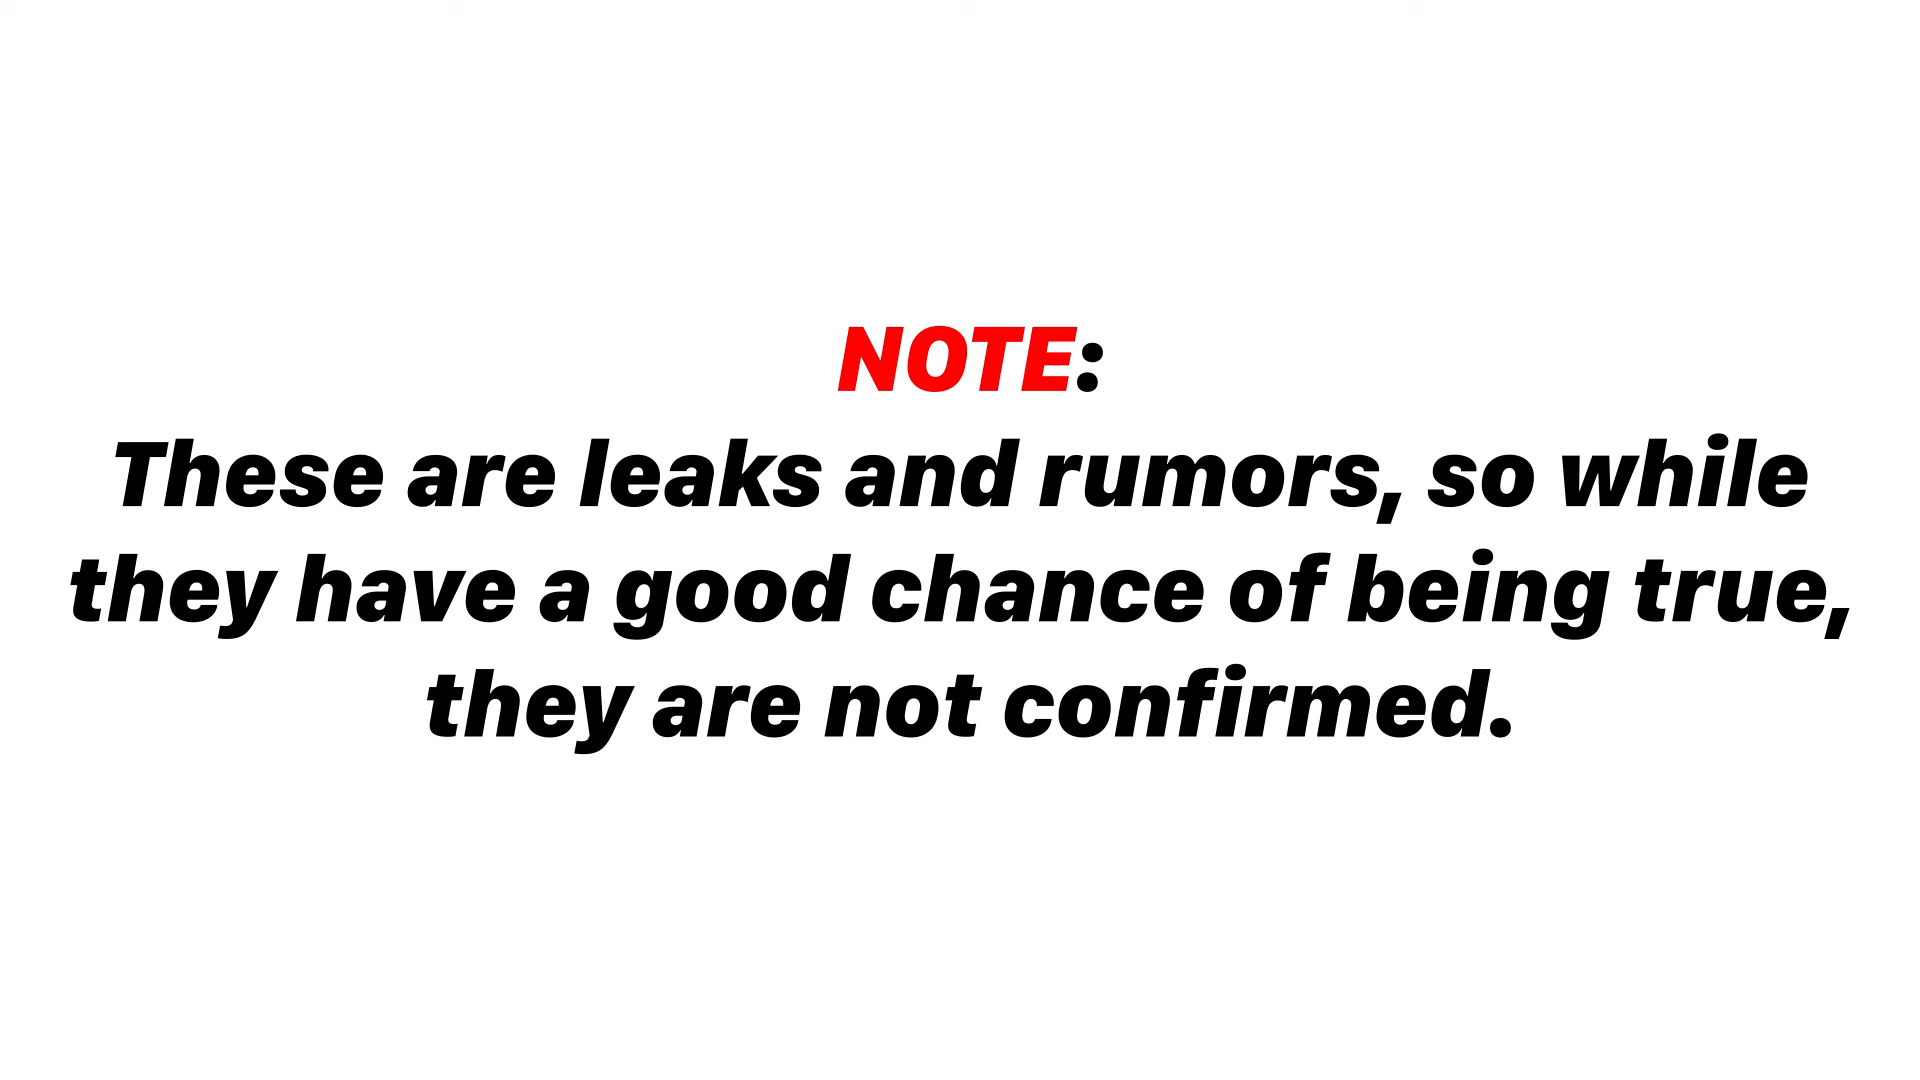 NOTE:
These are leaks and rumors, so while
they have a good chance of being true,
they are not confirmed.